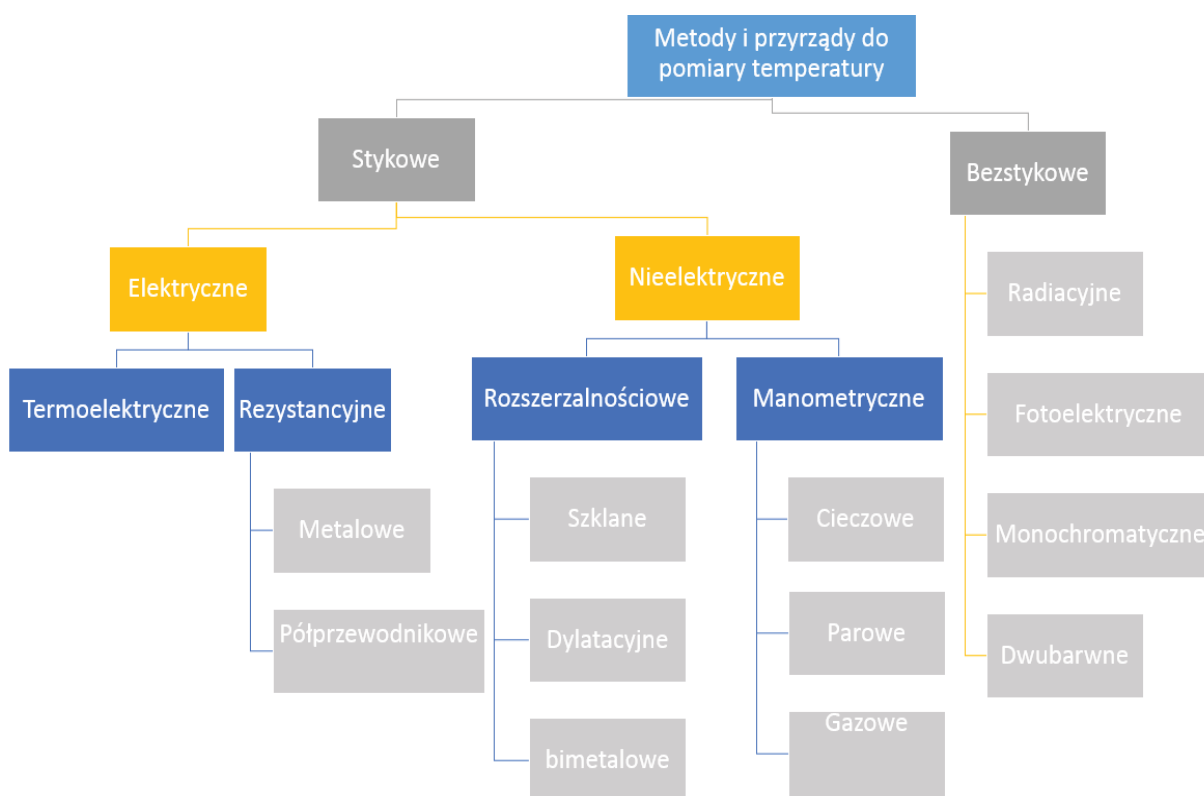 Metody i przyrządy do
pomiary temperatury
Stykowe
Bezstykowe
Elektryczne
Nieelektryczne
Radiacyjne
Termoelektryczne
Rezystancyjne
Rozszerzalnościowe
Manometryczne
Fotoelektryczne
Metalowe
Szklane
Cieczowe
Monochromatyczne
Półprzewodnikowe
Dylatacyjne
Parowe
Dwubarwne
bimetalowe
Gazowe